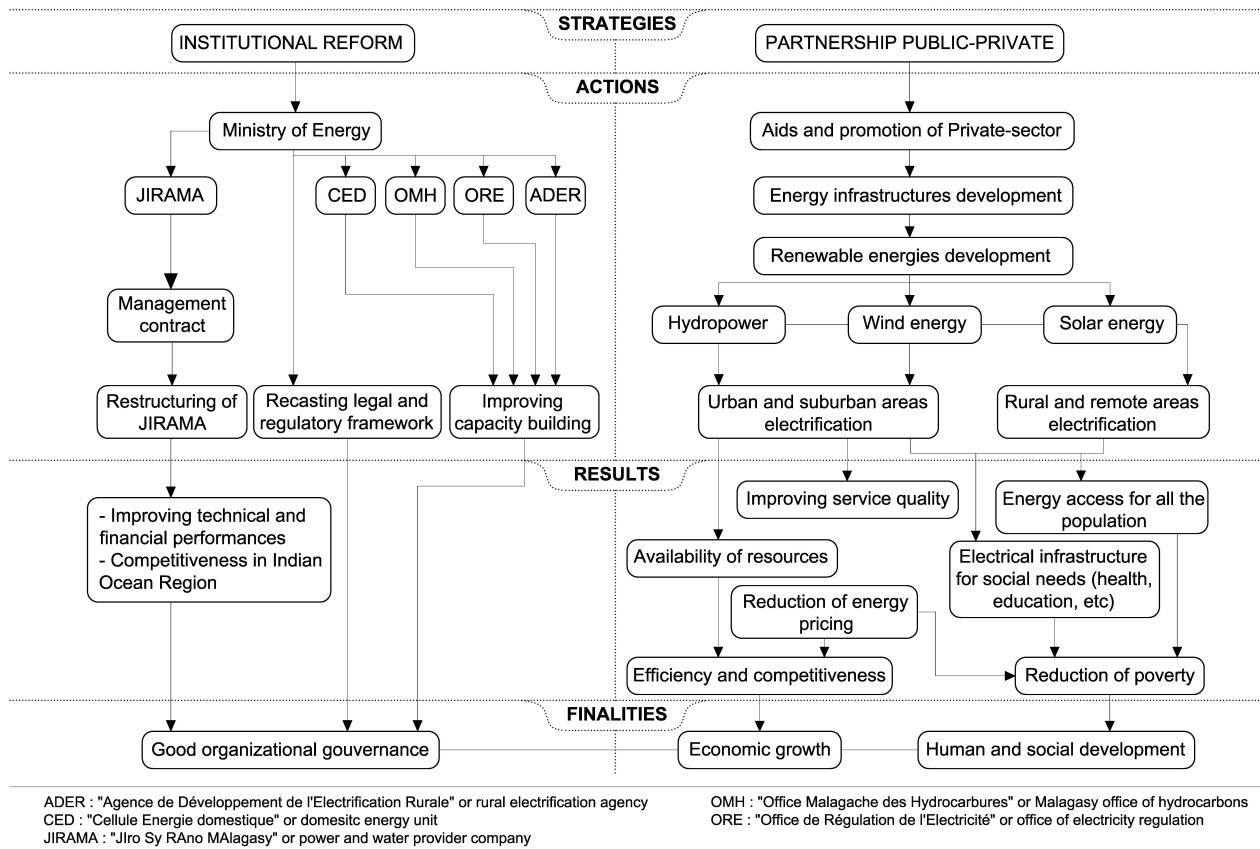 STRATEGIES
INSTITUTIONAL REFORM
PARTNERSHIP PUBLIC-PRIVATE
ACTIONS
Ministry of Energy
JIRAMA
CED
OMH
ORE
ADER
Management
contract
Restructuring of
JIRAMA
Recasting legal and
regulatory framework
Improving
capacity building
Aids and promotion of Private-sector
Energy infrastructures development
Renewable energies development
Hydropower
Wind energy
Solar energy
Urban and suburban areas
electrification
Rural and remote areas
electrification
RESULTS
- Improving technical and
financial performances
- Competitiveness in Indian
Ocean Region
Improving service quality
Energy access for all the
population
Availability of resources
Electrical infrastructure
for social needs (health,
education, etc)
Reduction of energy
pricing
Efficiency and competitiveness
Reduction of poverty
FINALITIES
Good organizational gouvernance
Economic growth
Human and social development
ADER : "Agence de Développement de l'Electrification Rurale" or rural electrification agency
CED : "Cellule Energie domestique" or domesitc energy unit
JIRAMA : "JIro Sy RAno MAlagasy" or power and water provider company
OMH : "Office Malagache des Hydrocarbures" or Malagasy office of hydrocarbons
ORE : "Office de Régulation de l'Electricité" or office of electricity regulation